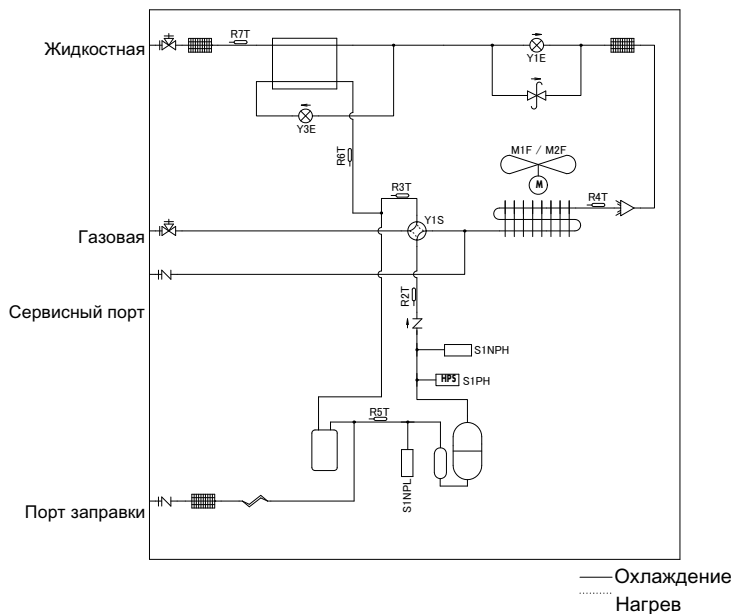 R7T
Жидкостная
Y1E
Y3E
M1F / M2F
R6T
M
R3T
R4T
Y1S
Газовая
R2T
Сервисный порт
S1NPH
HPS S1PH
R5T
S1NPL
Порт заправки
Охлаждение
Нагрев